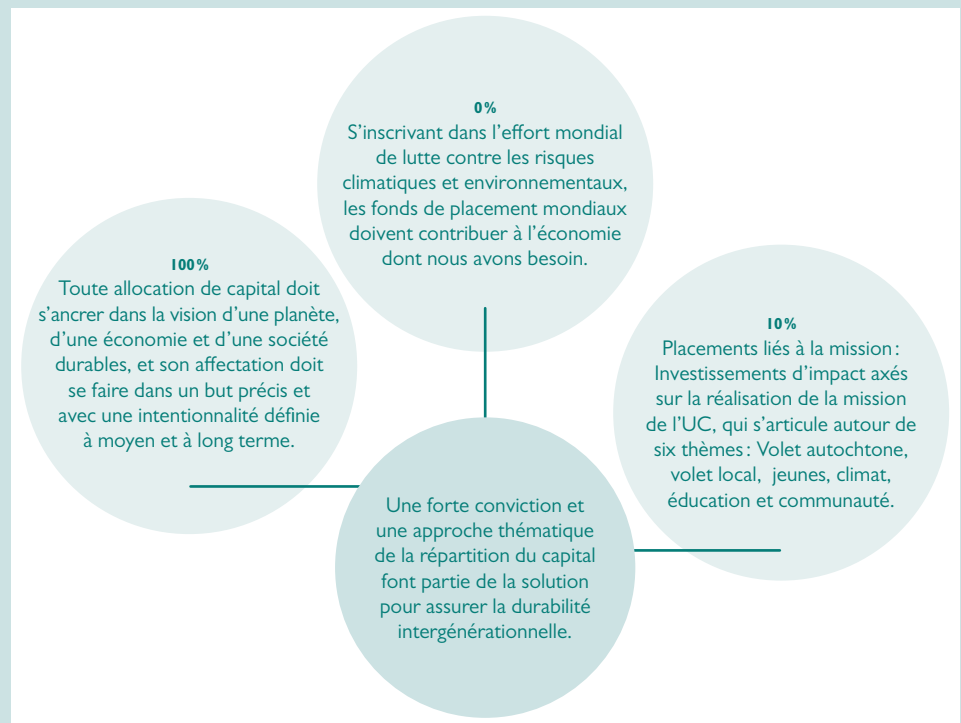 0%
S’inscrivant dans l’effort mondial
de lutte contre les risques
climatiques et environnementaux,
les fonds de placement mondiaux
doivent contribuer à l’économie
dont nous avons besoin.
100%
Toute allocation de capital doit
s’ancrer dans la vision d’une planète,
d’une économie et d’une société
durables, et son affectation doit
se faire dans un but précis et
avec une intentionnalité définie
à moyen et à long terme.
10%
Placements liés à la mission :
Investissements d’impact axés
sur la réalisation de la mission
de l’UC, qui s’articule autour de
six thèmes : Volet autochtone,
volet local, jeunes, climat,
éducation et communauté.
Une forte conviction et
une approche thématique
de la répartition du capital
font partie de la solution
pour assurer la durabilité
intergénérationnelle.